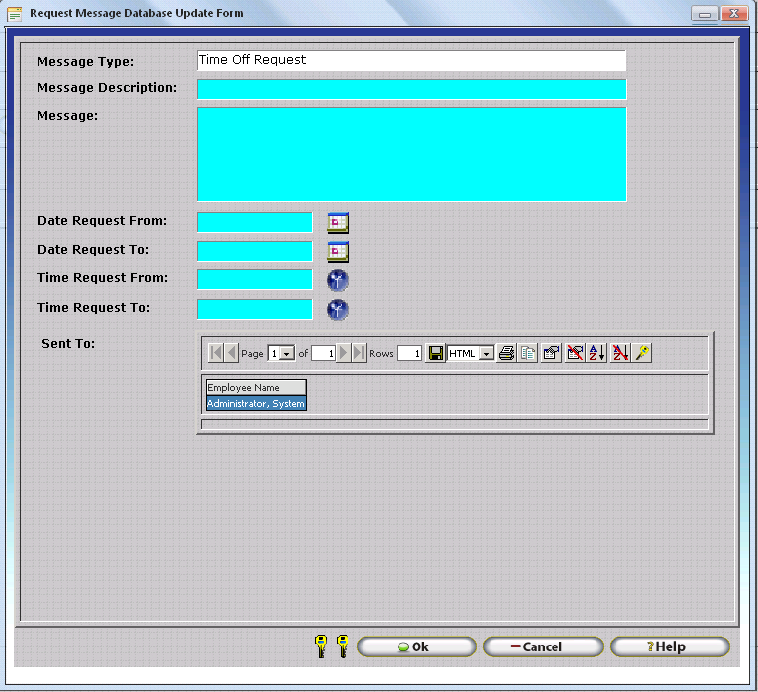 Request Message Database Update Form
Message Type: Time Off Request
Message Description:
Message:
Date Request From:
Date Request To:
Time Request From:
Time Request To:
Sent To:
Page 1 of 1 Rows 1 HTML
Employee Name
Administrator, System
Ok Cancel ?Help